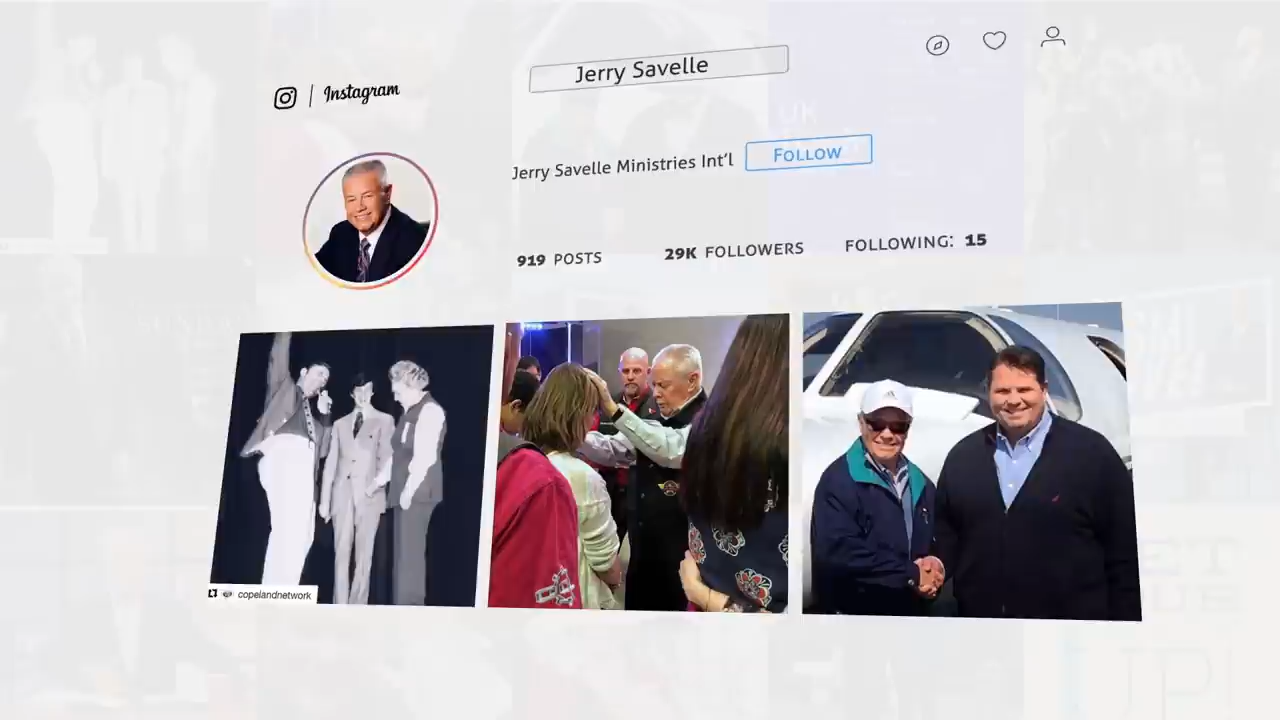 Jerry Savelle
Instagram
Jerry Savelle Ministries Int'l
FOLLOW
919 POSTS
29K FOLLOWERS
FOLLOWING: 15
copelandnetwork